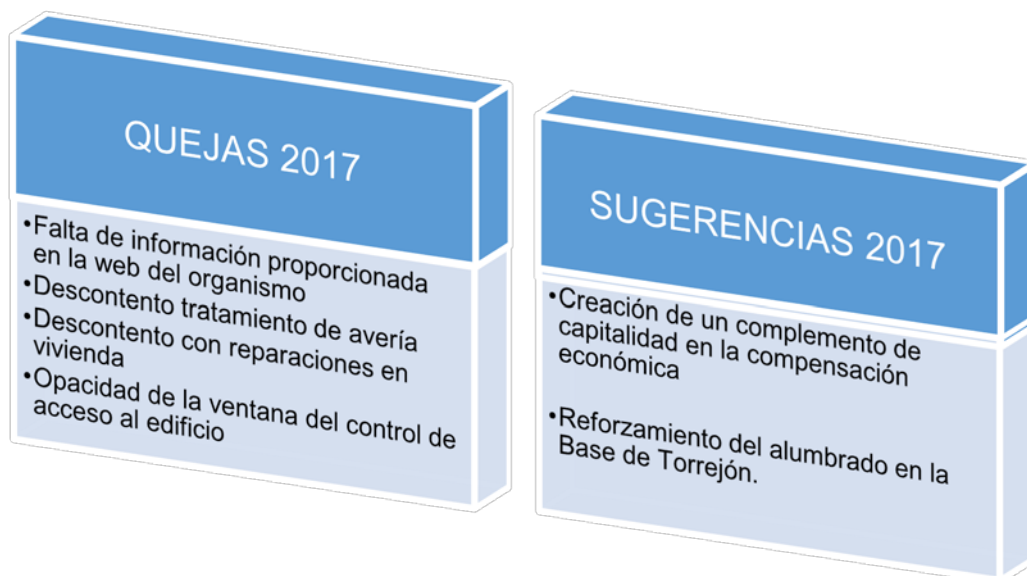 QUEJAS 2017
•Falta de información proporcionada
en la web del organismo
•Descontento tratamiento de avería
•Descontento con reparaciones en
vivienda
•Opacidad de la ventana del control de
acceso al edificio
SUGERENCIAS 2017
•Creación de un complemento de
capitalidad en la compensación
económica
•Reforzamiento del alumbrado en la
Base de Torrejón.